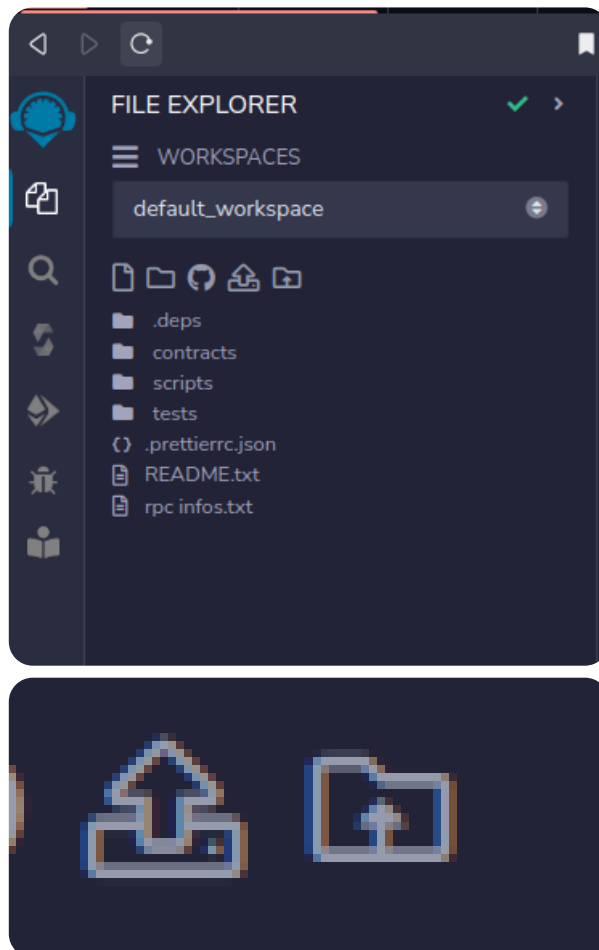 FILE EXPLORER
WORKSPACES
default_workspace
.deps
contracts
scripts
tests
.prettierrc.json
README.txt
rpc infos.txt